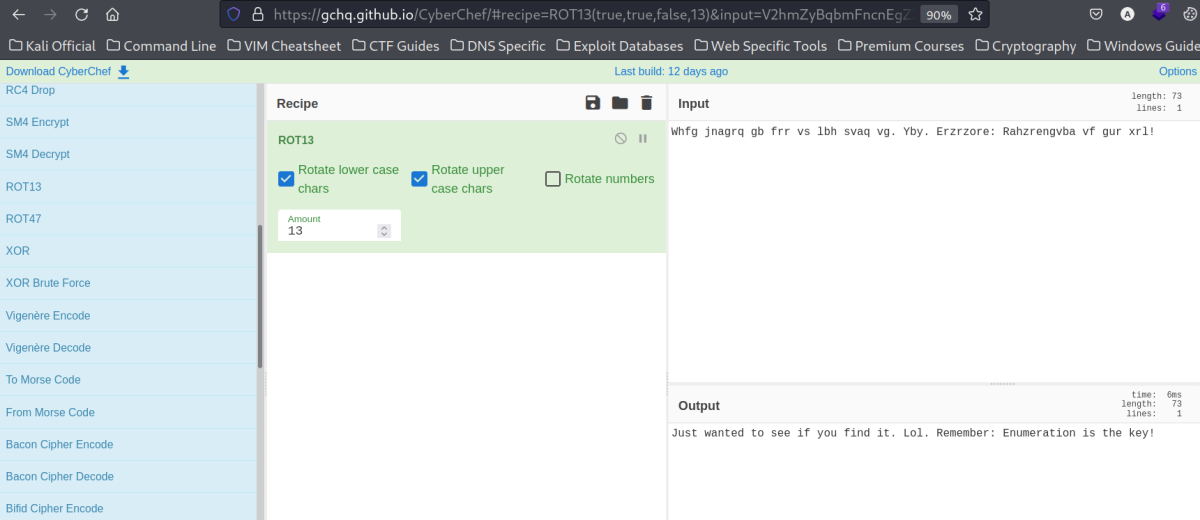 https://gchq.github.io/CyberChef/#recipe=ROT13(true,true,false,13)&input=V2hmZyBqbmFncnEgZ 90% A 6
Kali Official Command Line VIM Cheatsheet CTF Guides DNS Specific Exploit Databases Web Specific Tools Premium Courses Cryptography Windows Guide
Download CyberChef Last build: 12 days ago Options
RC4 Drop
SM4 Encrypt
SM4 Decrypt
ROT13
ROT47
XOR
XOR Brute Force
Vigenère Encode
Vigenère Decode
To Morse Code
From Morse Code
Bacon Cipher Encode
Bacon Cipher Decode
Bifid Cipher Encode
Recipe
ROT13
Rotate lower case
chars
Rotate upper
case chars
Rotate numbers
Amount
13
Input
length: 73
lines: 1
Whfg jnagrq gb frr vs lbh svaq vg. Yby. Erzrzore: Rahzrengvba vf gur xrl!
Output
time: 6ms
length: 73
lines: 1
Just wanted to see if you find it. Lol. Remember: Enumeration is the key!